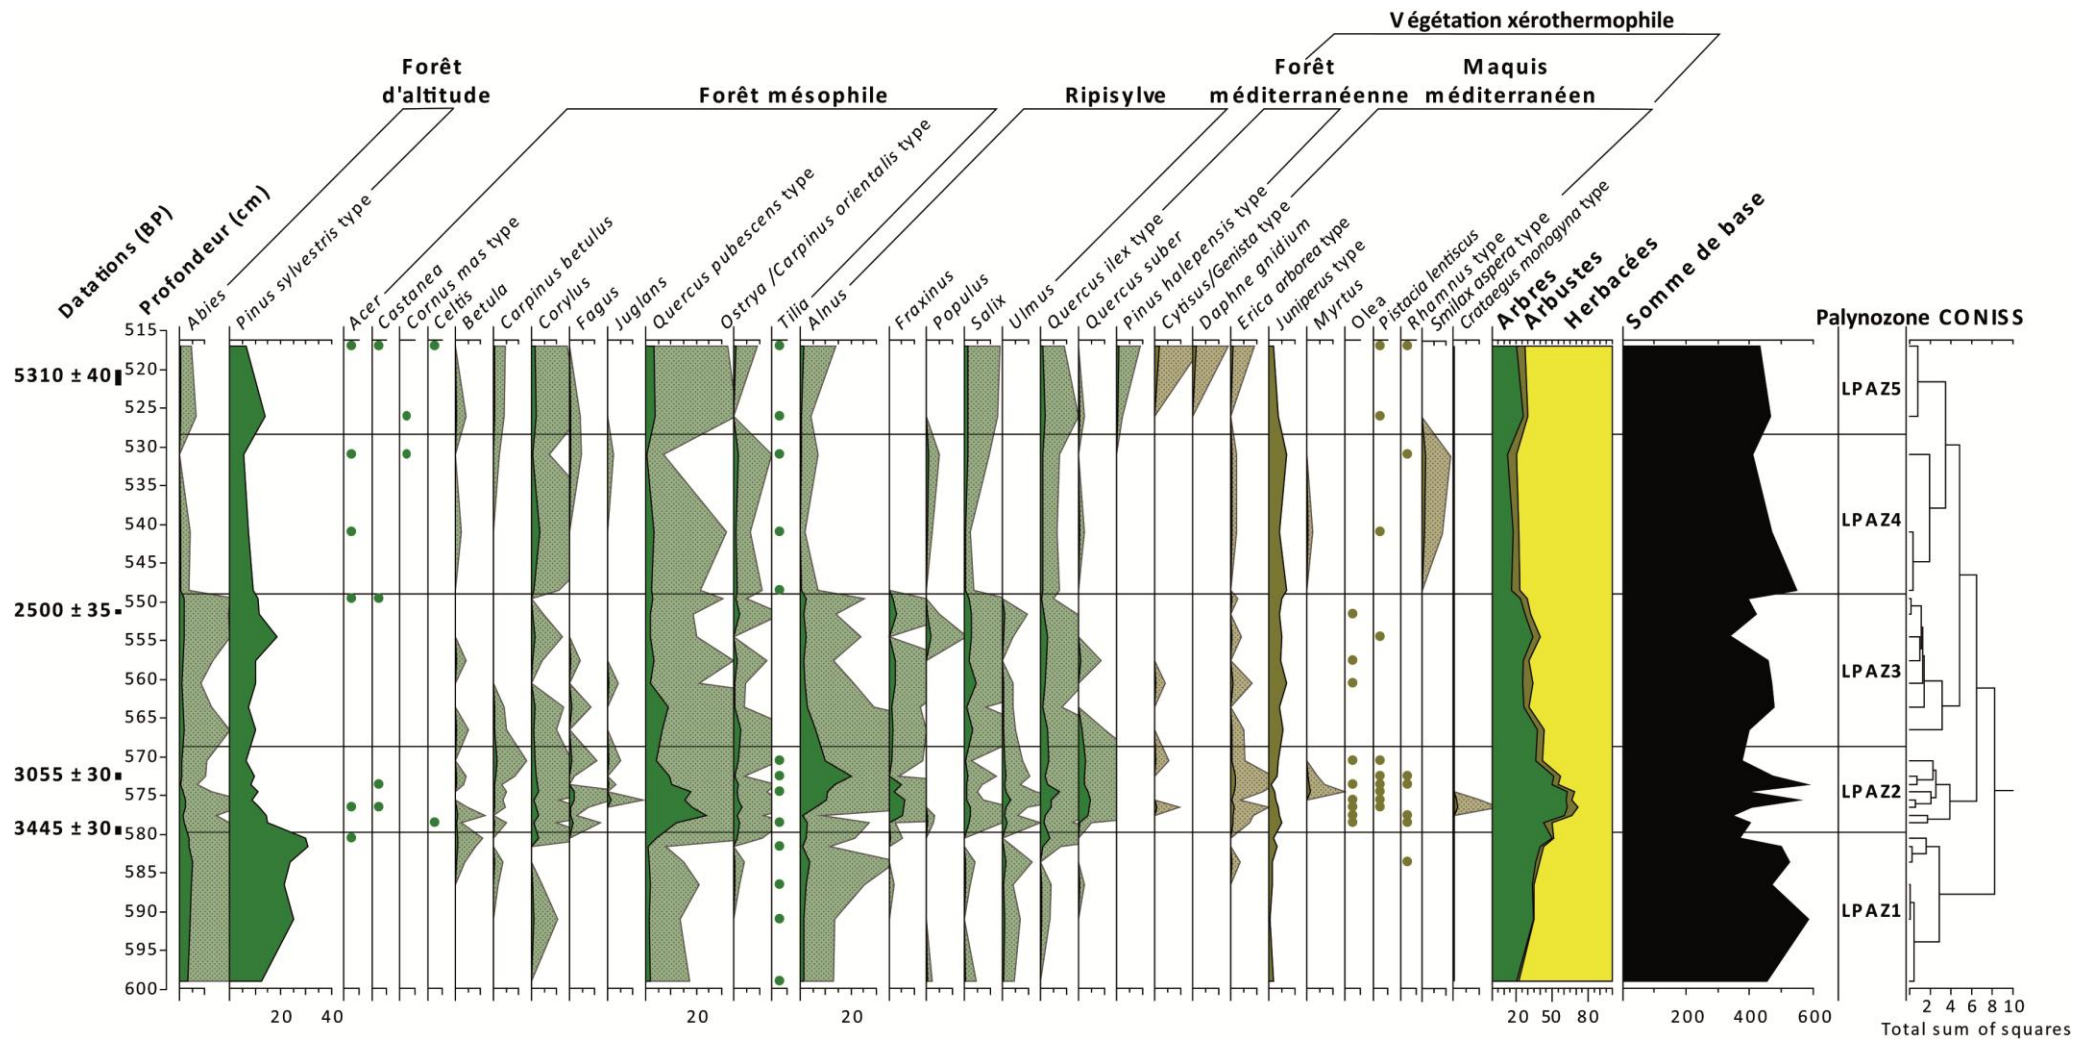 Végétation xérothermophile
Forêt
d'altitude
Forêt mésophile
Ripisylve
Forêt
méditerranéenne
Maquis
méditerranéen
Datations (BP)
Profondeur (cm)
Abies
Pinus sylvestris type
Acer
Castanea
Cornus mas type
Celtis
Betula
Carpinus betulus
Corylus
Fagus
Juglans
Quercus pubescens type
Ostrya /Carpinus orientalis type
Tilia
Alnus
Fraxinus
Populus
Salix
Ulmus
Quercus ilex type
Quercus suber
Pinus halepensis type
Cytisus/Genista type
Daphne gnidium
Erica arborea type
Juniperus type
Myrtus
Olea
Pistacia lentiscus
Rhamnus type
Smilax aspera type
Crataegus monogyna type
Arbres
Arbustes
Herbacées
Somme de base
Palynozone CONISS
515
520
5310 ± 40
525
530
535
540
545
550
2500 ± 35
555
560
565
570
3055 ± 30
575
3445 ± 30
580
585
590
595
600
LPAZ5
LPAZ4
LPAZ3
LPAZ2
LPAZ1
20 40
20
20
20 50 80
200 400 600
2 4 6 8 10
Total sum of squares